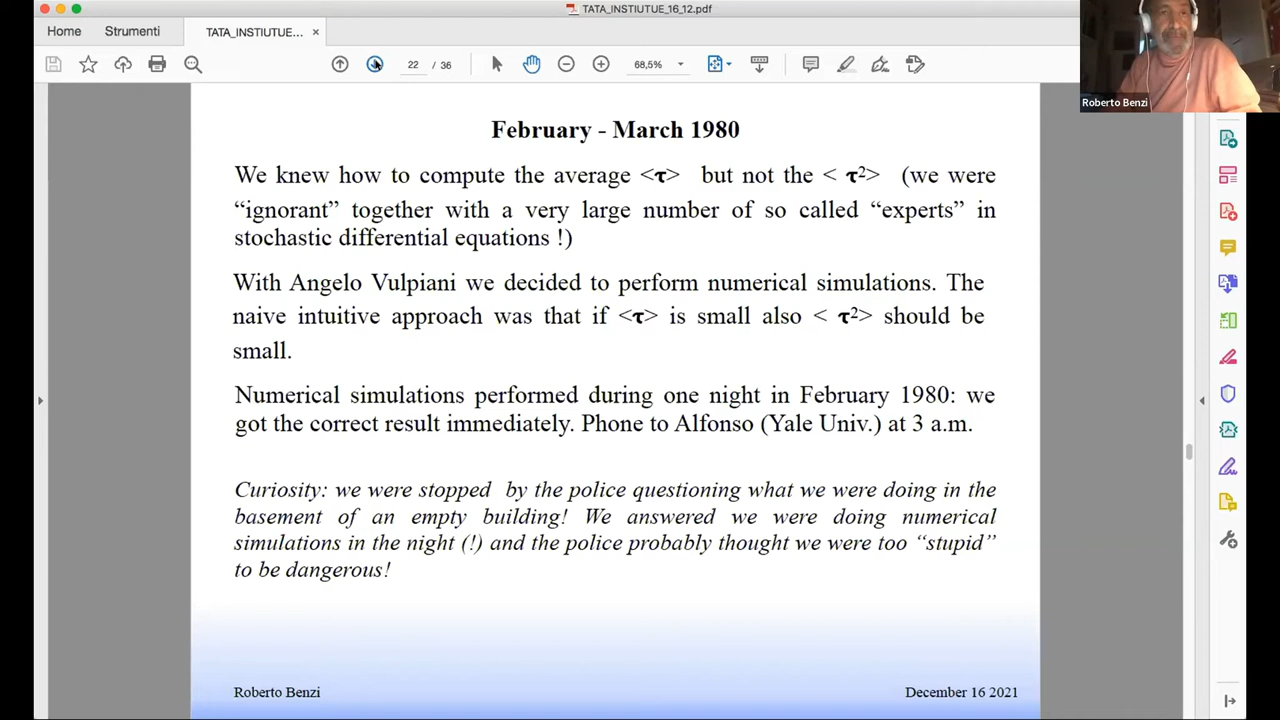 TATA_INSTIUTUE_16_12.pdf
Home
Strumenti
TATA_INSTIUTUE...
22 / 36
68,5%
Roberto Benzi
February - March 1980
We knew how to compute the average <τ> but not the < τ²> (we were
“ignorant” together with a very large number of so called “experts” in
stochastic differential equations !)
With Angelo Vulpiani we decided to perform numerical simulations. The
naive intuitive approach was that if <τ> is small also < τ²> should be
small.
Numerical simulations performed during one night in February 1980: we
got the correct result immediately. Phone to Alfonso (Yale Univ.) at 3 a.m.
Curiosity: we were stopped by the police questioning what we were doing in the
basement of an empty building! We answered we were doing numerical
simulations in the night (!) and the police probably thought we were too “stupid”
to be dangerous!
Roberto Benzi
December 16 2021